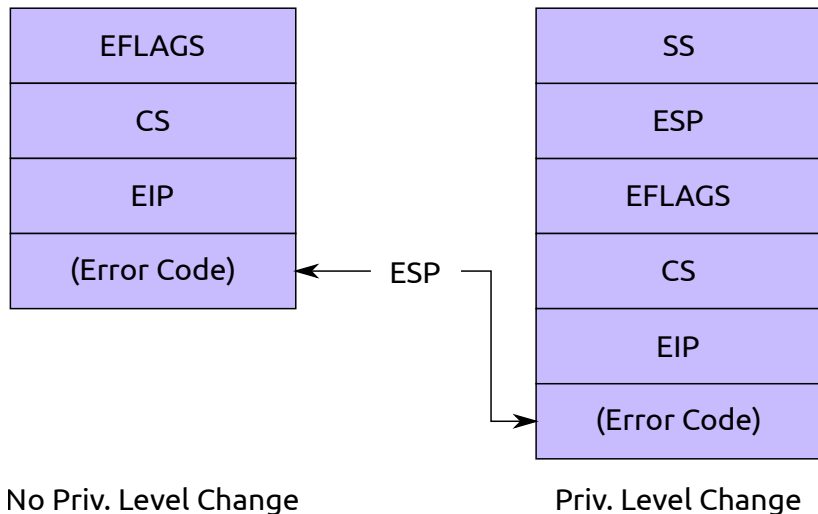 EFLAGS
CS
EIP
(Error Code)
ESP
SS
ESP
EFLAGS
CS
EIP
(Error Code)
No Priv. Level Change
Priv. Level Change